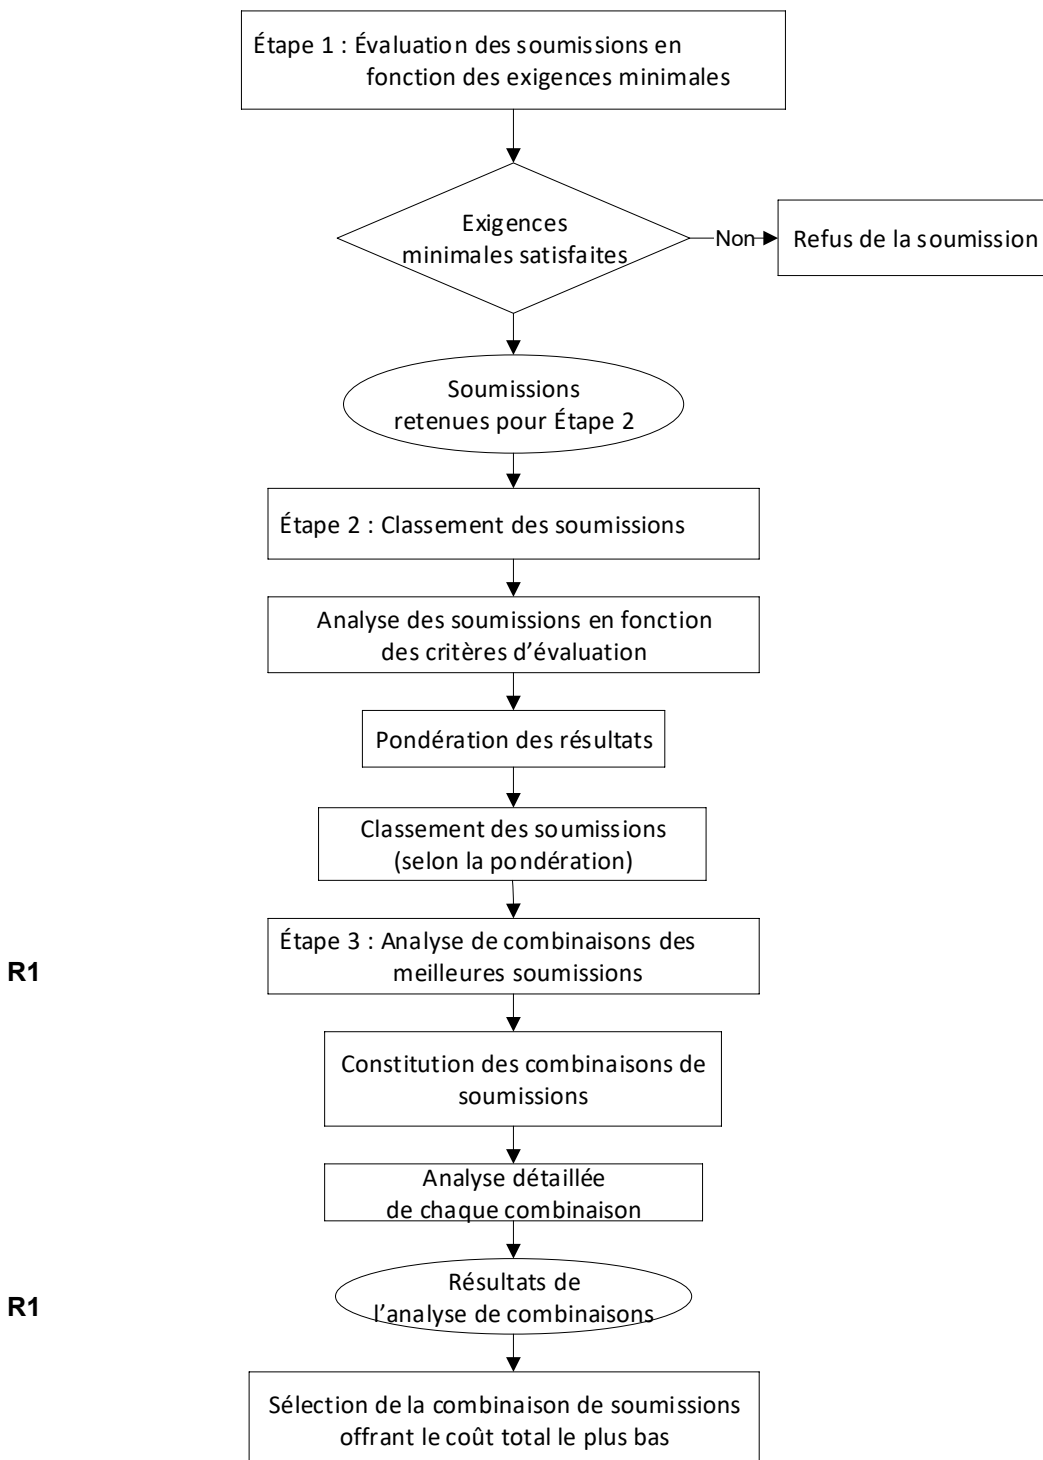 Étape 1 : Évaluation des soumissions en
fonction des exigences minimales
Exigences
minimales satisfaites
Non
Refus de la soumission
Soumissions
retenues pour Étape 2
Étape 2 : Classement des soumissions
Analyse des soumissions en fonction
des critères d’évaluation
Pondération des résultats
Classement des soumissions
(selon la pondération)
Étape 3 : Analyse de combinaisons des
meilleures soumissions
R1
Constitution des combinaisons de
soumissions
Analyse détaillée
de chaque combinaison
Résultats de
l’analyse de combinaisons
R1
Sélection de la combinaison de soumissions
offrant le coût total le plus bas